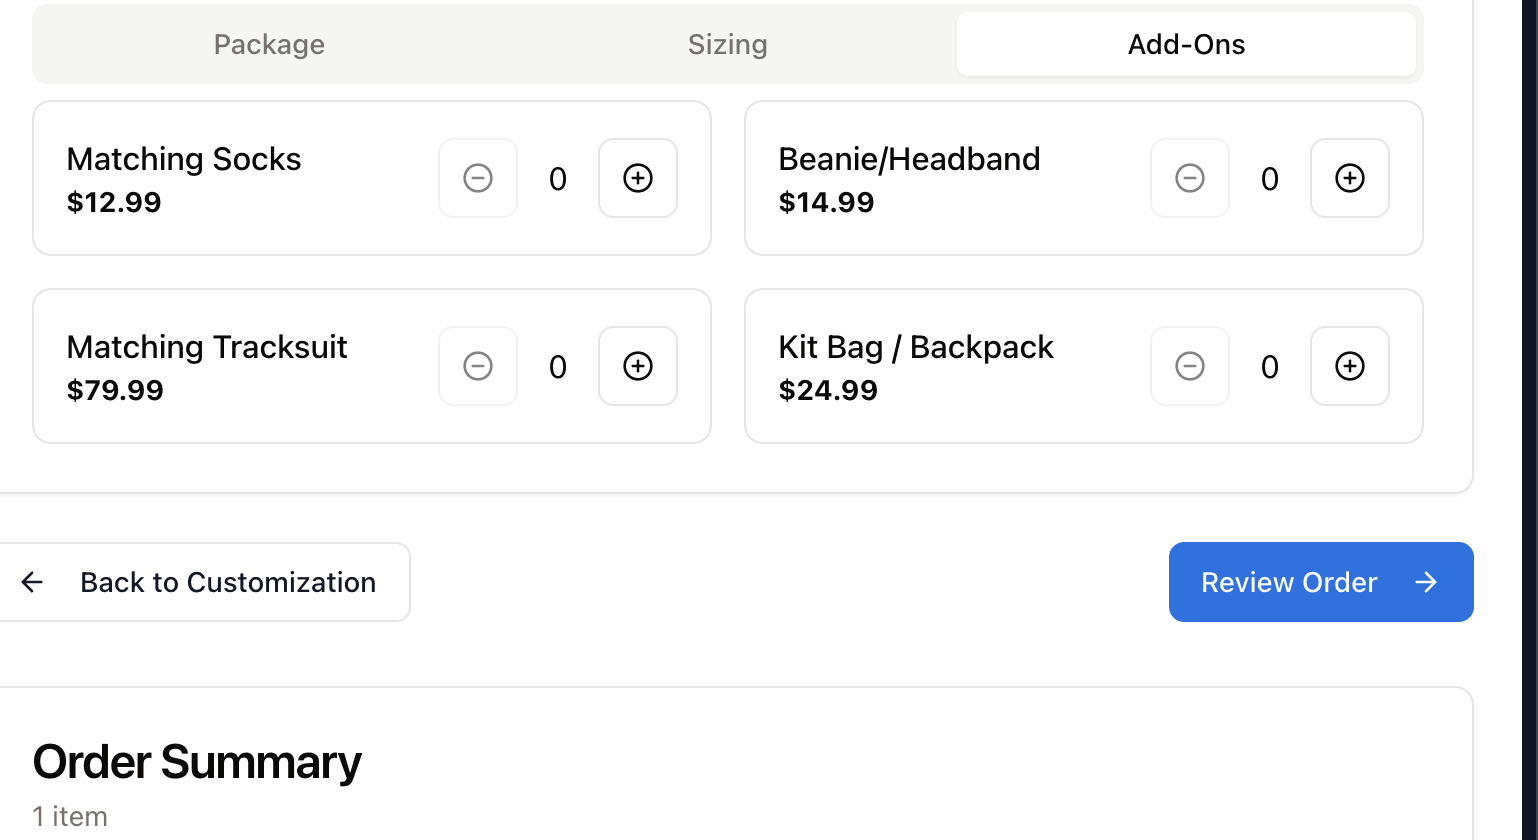 Package
Sizing
Add-Ons
Matching Socks
$12.99
0
Beanie/Headband
$14.99
0
Matching Tracksuit
$79.99
0
Kit Bag / Backpack
$24.99
0
Back to Customization
Review Order
Order Summary
1 item